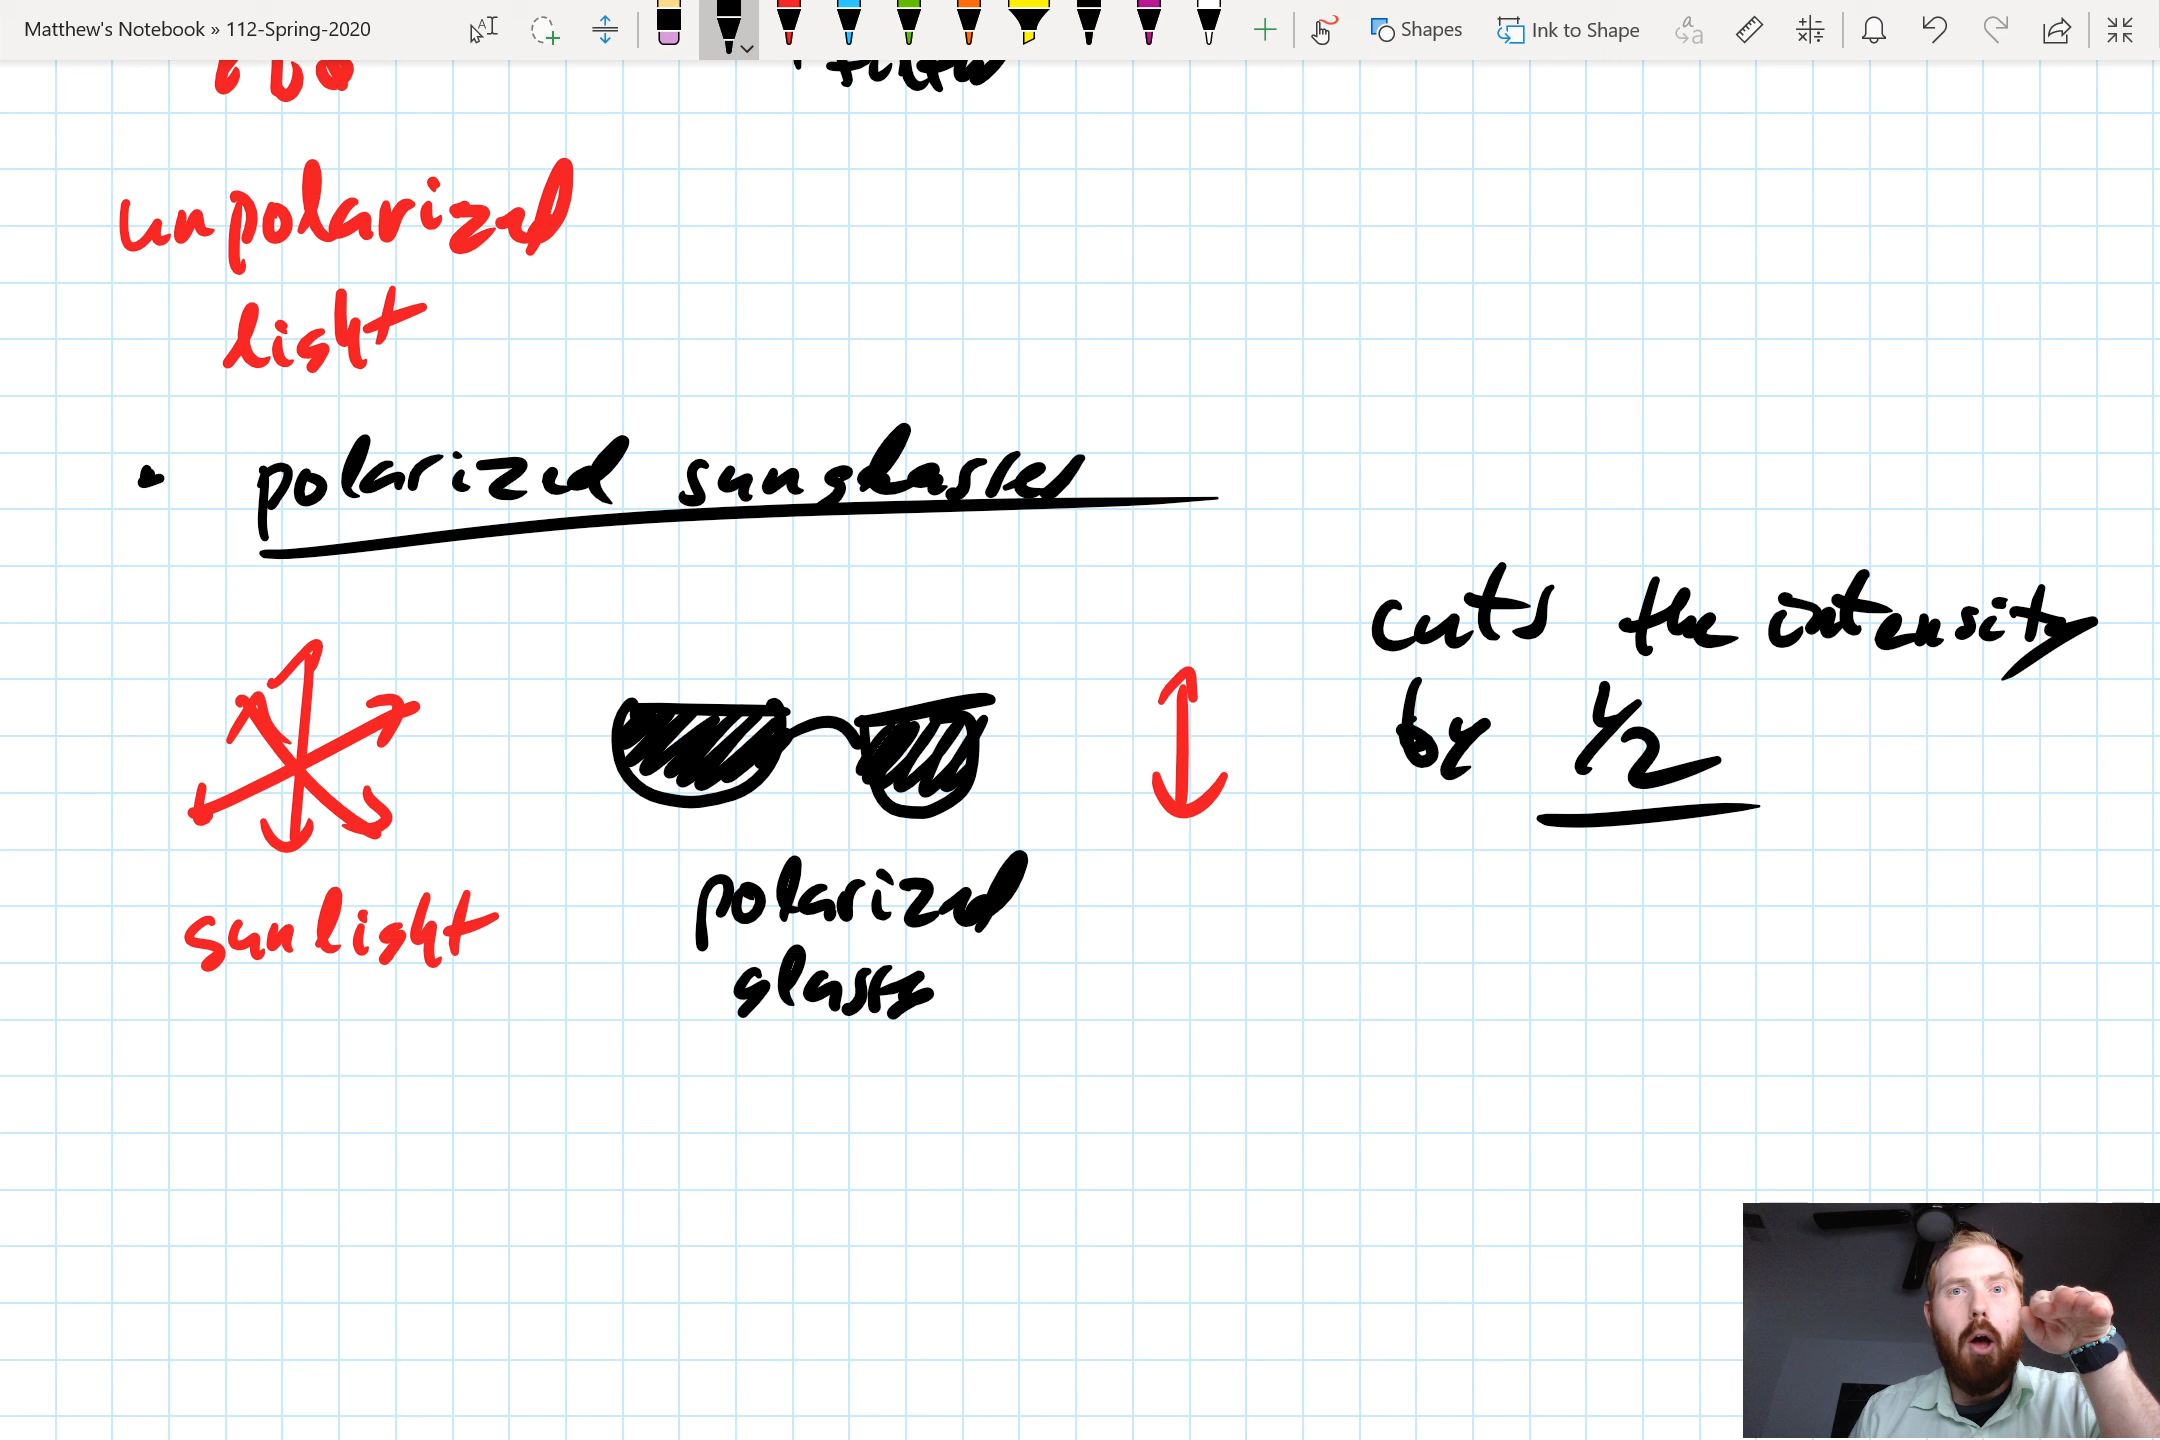 Matthew's Notebook » 112-Spring-2020
Shapes
Ink to Shape
unpolarized
light
• polarized sunglasses
cuts the intensity
by 1/2
sunlight
polarized
glasses